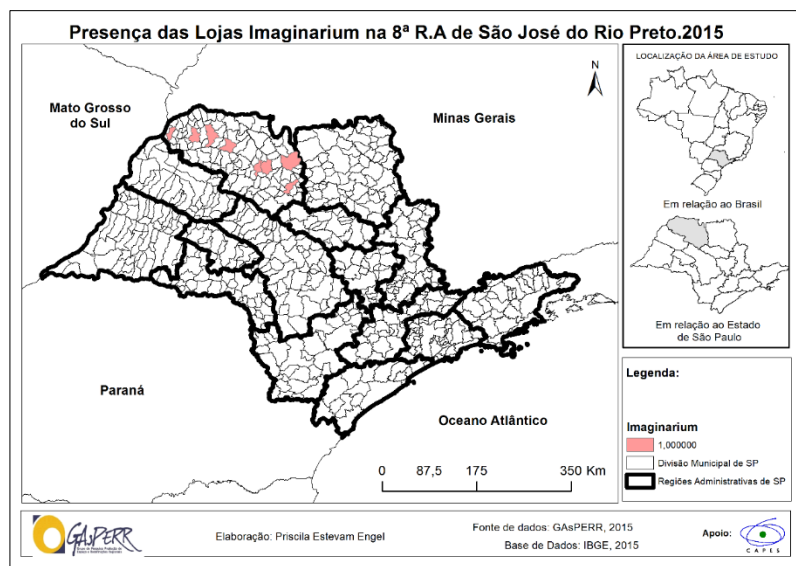 Presença das Lojas Imaginarium na 8ª R.A de São José do Rio Preto.2015
N
Mato Grosso
do Sul
Minas Gerais
Paraná
Oceano Atlântico
0 87,5 175 350 Km
LOCALIZAÇÃO DA ÁREA DE ESTUDO
Em relação ao Brasil
Em relação ao Estado
de São Paulo
Legenda:
Imaginarium
1,000000
Divisão Municipal de SP
Regiões Administrativas de SP
GAsPERR
Elaboração: Priscila Estevam Engel
Fonte de dados: GAsPERR, 2015
Base de Dados: IBGE, 2015
Apoio:
CAPES